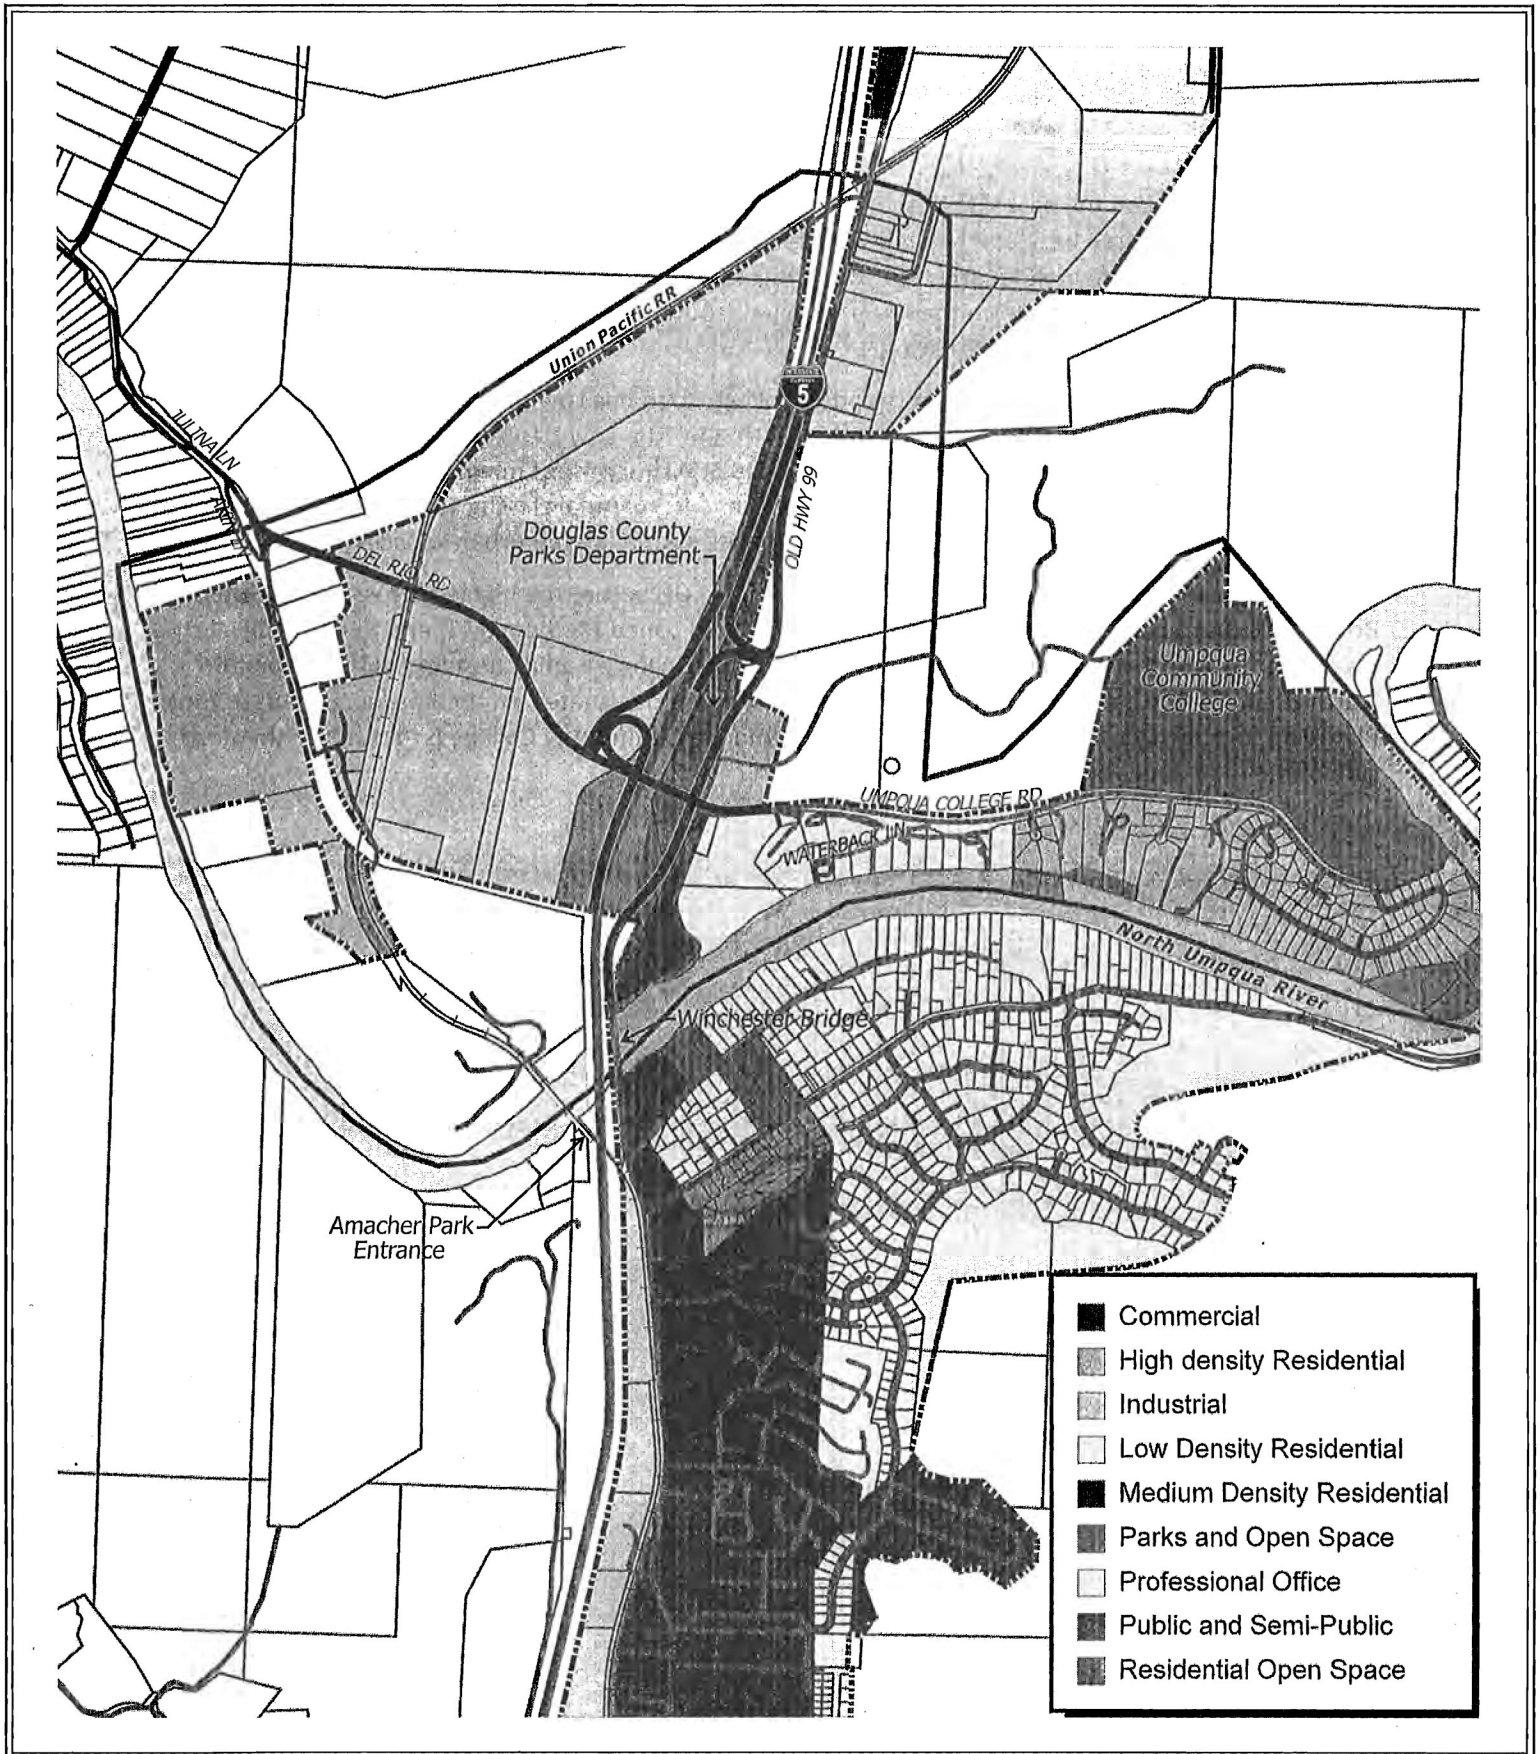 Union Pacific RR
5
JULINA LN
OLD HWY 99
Douglas County
Parks Department
DEL RIO RD
Umpqua
Community
College
UMPQUA COLLEGE RD
WATERBACK LN
North Umpqua River
Winchester Bridge
Amacher Park
Entrance
Commercial
High density Residential
Industrial
Low Density Residential
Medium Density Residential
Parks and Open Space
Professional Office
Public and Semi-Public
Residential Open Space